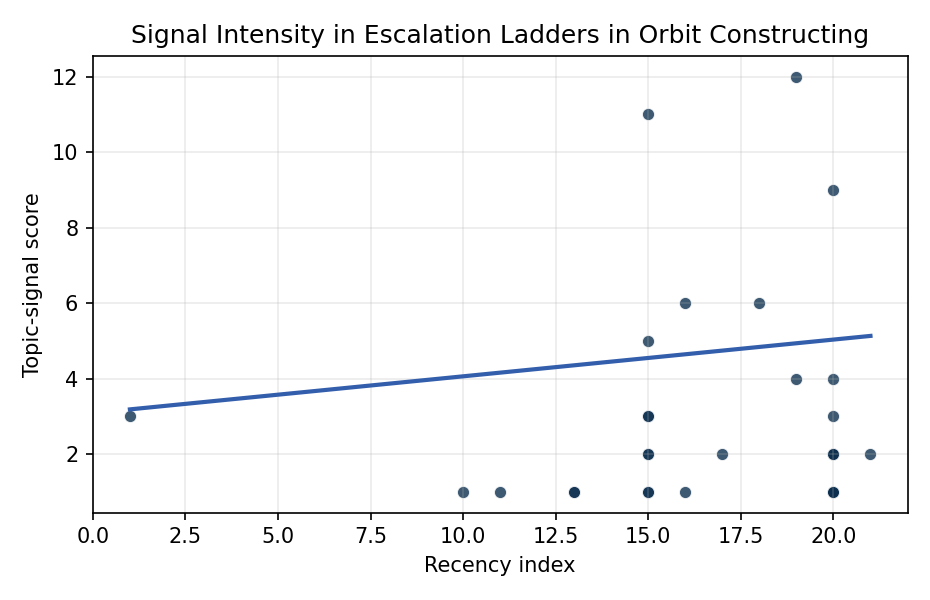 Signal Intensity in Escalation Ladders in Orbit Constructing
Topic-signal score
12
10
8
6
4
2
0.0 2.5 5.0 7.5 10.0 12.5 15.0 17.5 20.0
Recency index